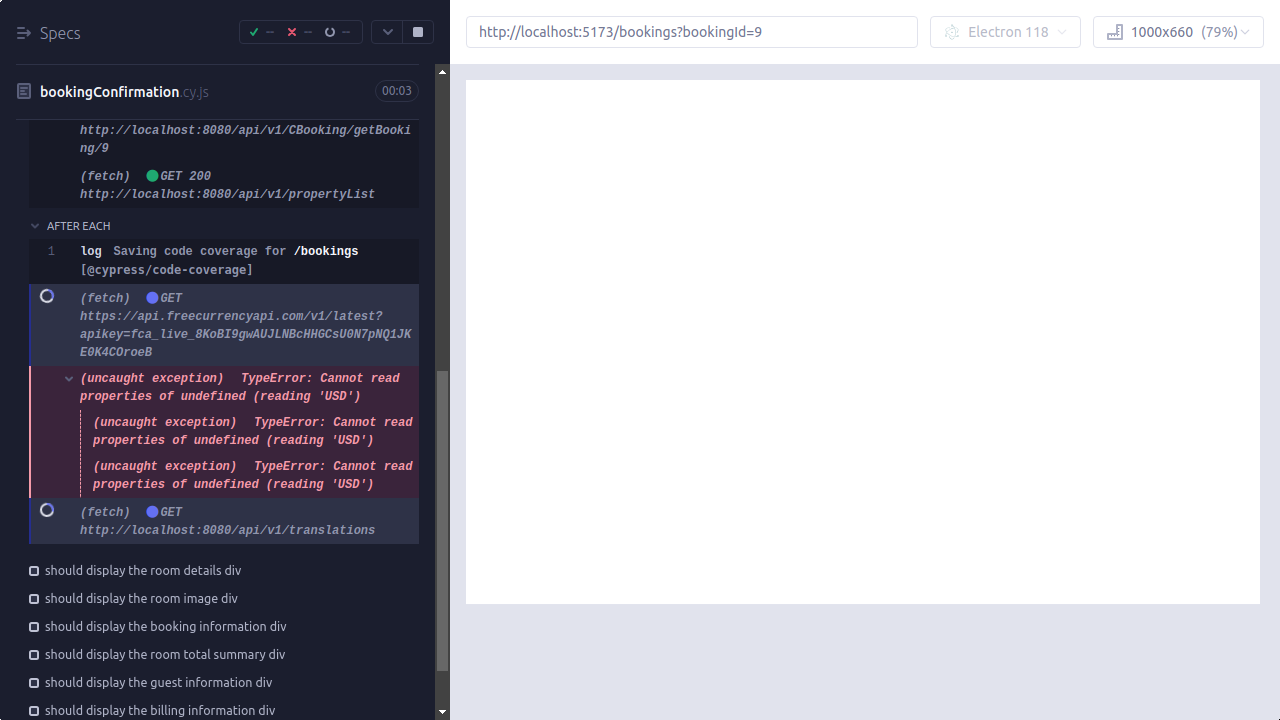 Specs
--
--
--
http://localhost:5173/bookings?bookingId=9
Electron 118
1000x660 (79%)
bookingConfirmation.cy.js
00:03
http://localhost:8080/api/v1/CBooking/getBooki
ng/9
(fetch) GET 200
http://localhost:8080/api/v1/propertyList
AFTER EACH
1 log Saving code coverage for /bookings
[@cypress/code-coverage]
(fetch) GET
https://api.freecurrencyapi.com/v1/latest?
apikey=fca_live_8KoBI9gwAUJLNBcHHGCsU0N7pNQ1JK
E0K4COroeB
(uncaught exception) TypeError: Cannot read
properties of undefined (reading 'USD')
(uncaught exception) TypeError: Cannot read
properties of undefined (reading 'USD')
(uncaught exception) TypeError: Cannot read
properties of undefined (reading 'USD')
(fetch) GET
http://localhost:8080/api/v1/translations
should display the room details div
should display the room image div
should display the booking information div
should display the room total summary div
should display the guest information div
should display the billing information div